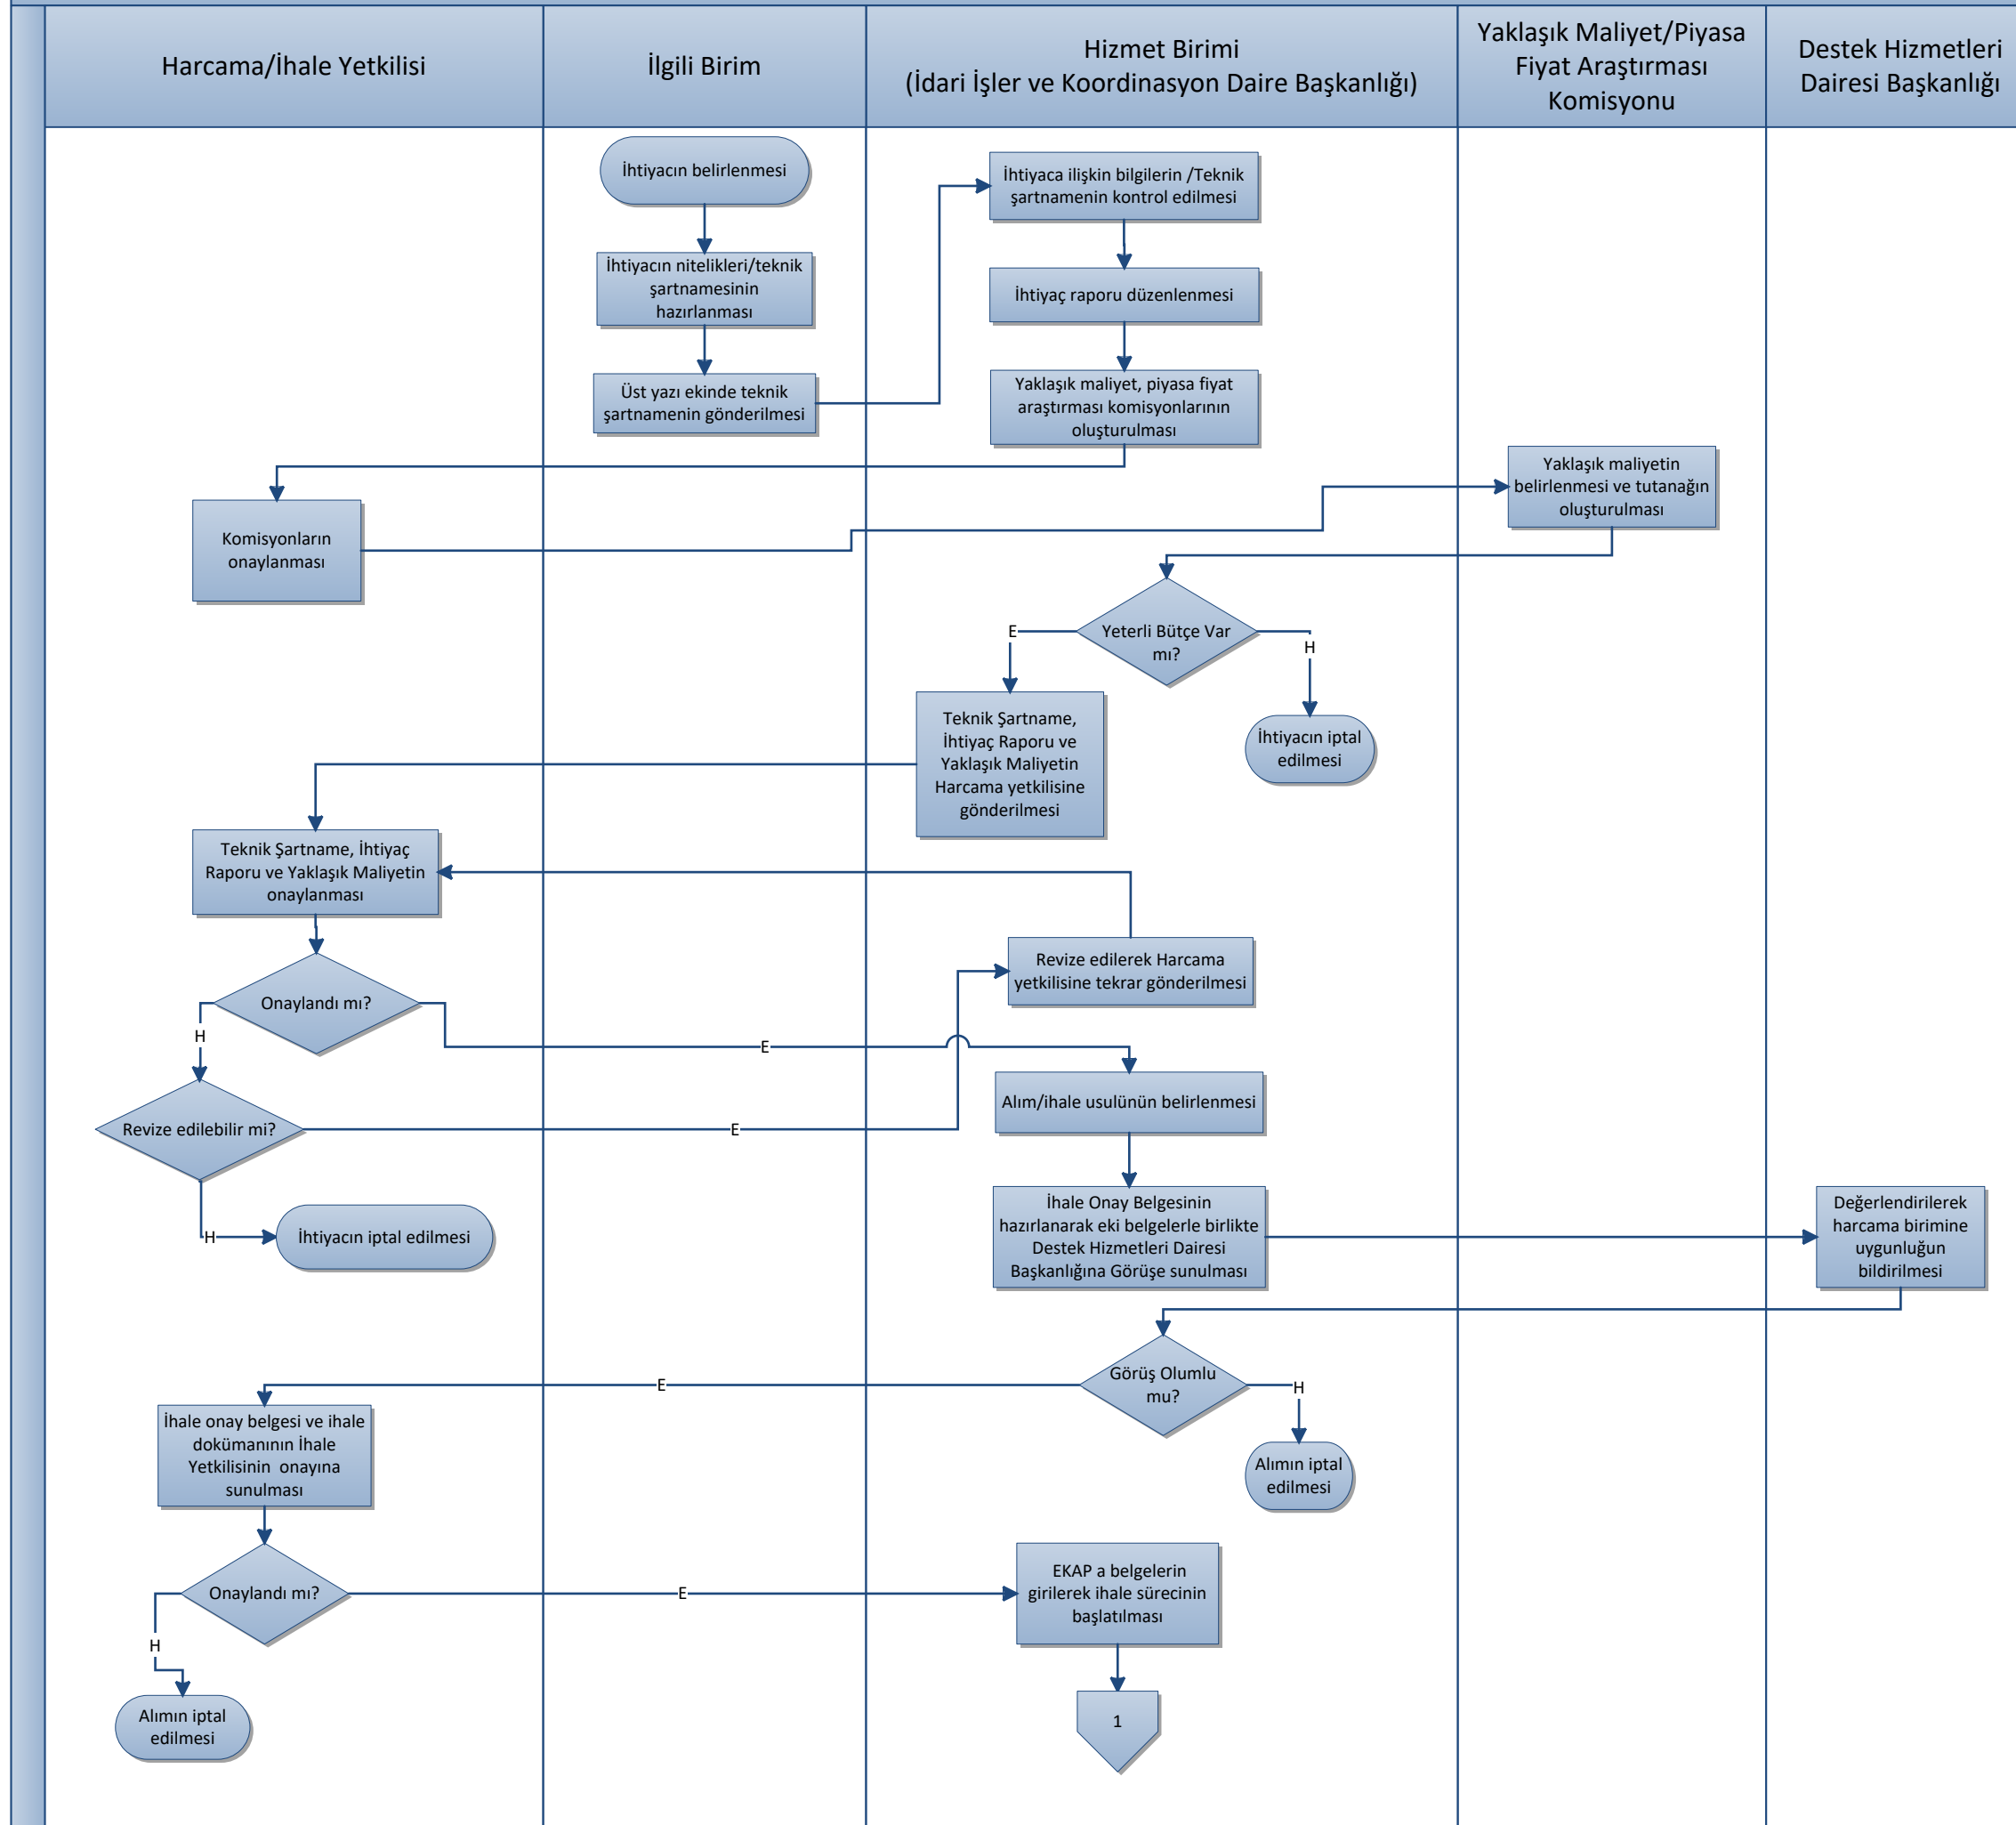 Harcama/İhale Yetkilisi
İlgili Birim
Hizmet Birimi
(İdari İşler ve Koordinasyon Daire Başkanlığı)
Yaklaşık Maliyet/Piyasa
Fiyat Araştırması
Komisyonu
Destek Hizmetleri
Dairesi Başkanlığı
İhtiyacın belirlenmesi
İhtiyacın nitelikleri/teknik
şartnamesinin
hazırlanması
Üst yazı ekinde teknik
şartnamenin gönderilmesi
İhtiyaca ilişkin bilgilerin /Teknik
şartnamenin kontrol edilmesi
İhtiyaç raporu düzenlenmesi
Yaklaşık maliyet, piyasa fiyat
araştırması komisyonlarının
oluşturulması
Komisyonların
onaylanması
Yaklaşık maliyetin
belirlenmesi ve tutanağın
oluşturulması
Yeterli Bütçe Var
mı?
E
H
Teknik Şartname,
İhtiyaç Raporu ve
Yaklaşık Maliyetin
Harcama yetkilisine
gönderilmesi
İhtiyacın iptal
edilmesi
Teknik Şartname, İhtiyaç
Raporu ve Yaklaşık Maliyetin
onaylanması
Revize edilerek Harcama
yetkilisine tekrar gönderilmesi
Onaylandı mı?
H
E
Alım/ihale usulünün belirlenmesi
Revize edilebilir mi?
E
H
İhtiyacın iptal edilmesi
İhale Onay Belgesinin
hazırlanarak eki belgelerle birlikte
Destek Hizmetleri Dairesi
Başkanlığına Görüşe sunulması
Değerlendirilerek
harcama birimine
uygunluğun
bildirilmesi
Görüş Olumlu
mu?
E
H
Alımın iptal
edilmesi
İhale onay belgesi ve ihale
dokümanının İhale
Yetkilisinin onayına
sunulması
Onaylandı mı?
E
H
EKAP a belgelerin
girilerek ihale sürecinin
başlatılması
Alımın iptal
edilmesi
1